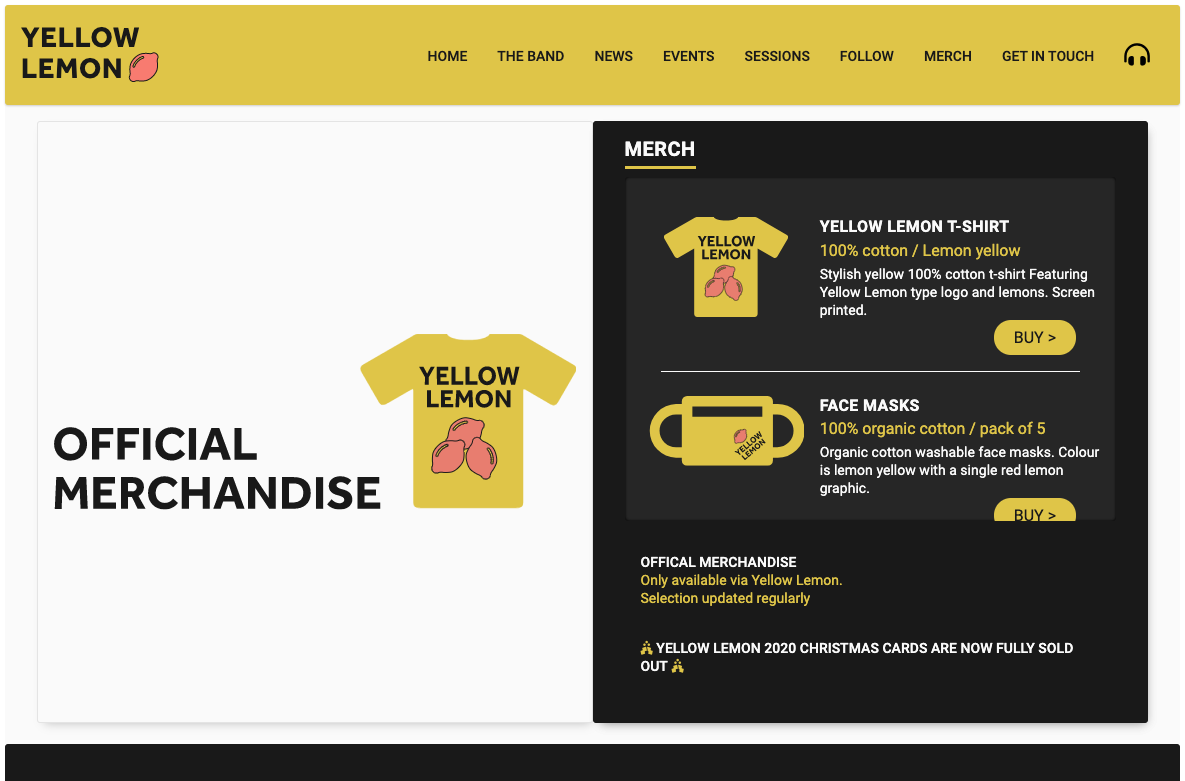 YELLOW
LEMON
HOME THE BAND NEWS EVENTS SESSIONS FOLLOW MERCH GET IN TOUCH
OFFICIAL
MERCHANDISE
YELLOW
LEMON
MERCH
YELLOW
LEMON
YELLOW LEMON T-SHIRT
100% cotton / Lemon yellow
Stylish yellow 100% cotton t-shirt Featuring
Yellow Lemon type logo and lemons. Screen
printed.
BUY >
YELLOW
LEMON
FACE MASKS
100% organic cotton / pack of 5
Organic cotton washable face masks. Colour
is lemon yellow with a single red lemon
graphic.
BUY >
OFFICAL MERCHANDISE
Only available via Yellow Lemon.
Selection updated regularly
YELLOW LEMON 2020 CHRISTMAS CARDS ARE NOW FULLY SOLD
OUT